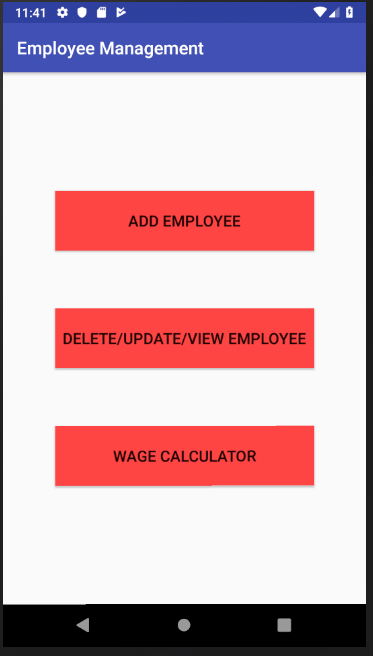 11:41
Employee Management
ADD EMPLOYEE
DELETE/UPDATE/VIEW EMPLOYEE
WAGE CALCULATOR